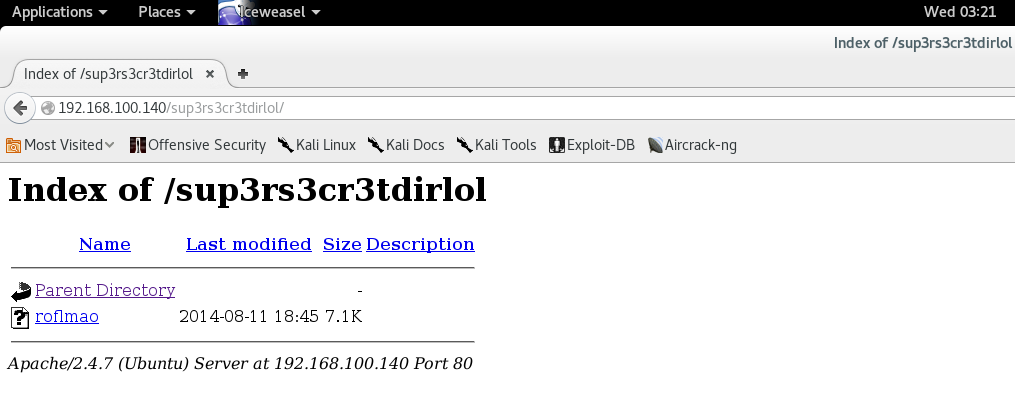 Applications Places Iceweasel Wed 03:21
Index of /sup3rs3cr3tdirlol
Index of /sup3rs3cr3tdirlol
192.168.100.140/sup3rs3cr3tdirlol/
Most Visited Offensive Security Kali Linux Kali Docs Kali Tools Exploit-DB Aircrack-ng
Index of /sup3rs3cr3tdirlol
Name Last modified Size Description
Parent Directory -
roflmao 2014-08-11 18:45 7.1K
Apache/2.4.7 (Ubuntu) Server at 192.168.100.140 Port 80